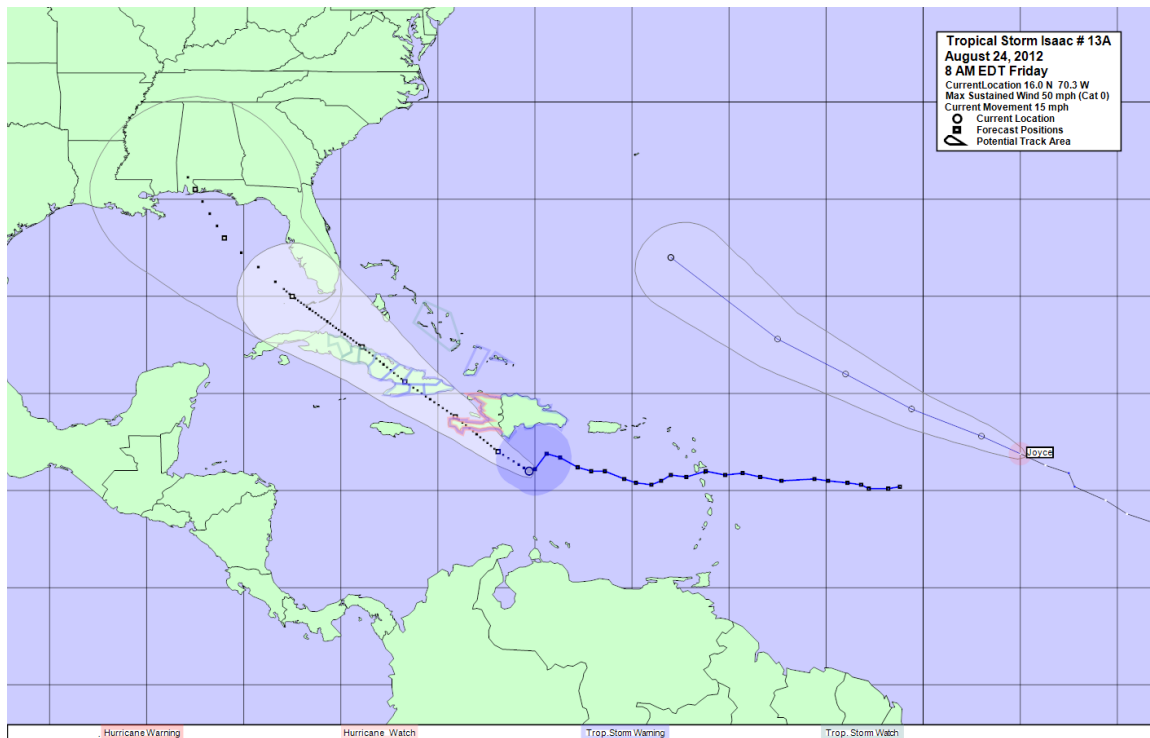 Tropical Storm Isaac # 13A
August 24, 2012
8 AM EDT Friday
CurrentLocation 16.0 N 70.3 W
Max Sustained Wind 50 mph (Cat 0)
Current Movement 15 mph
Current Location
Forecast Positions
Potential Track Area
Joyce
. Hurricane Warning
Hurricane Watch
Trop.Storm Warning
Trop.Storm Watch